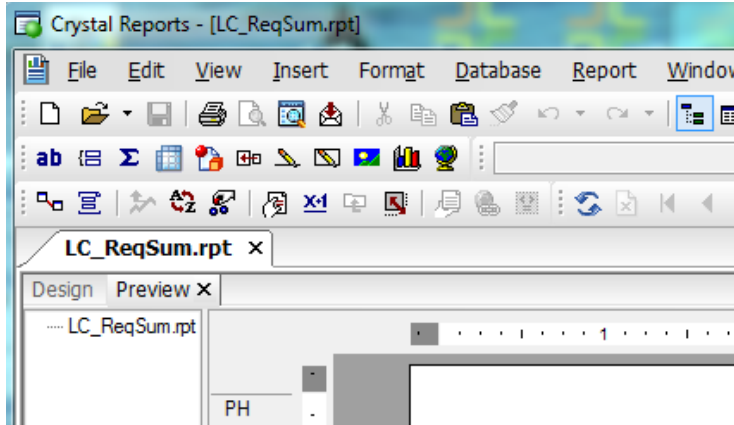 Crystal Reports - [LC_ReqSum.rpt]
File Edit View Insert Format Database Report
ab Σ
X+1
LC_ReqSum.rpt ×
Design Preview ×
LC_ReqSum.rpt
1
PH